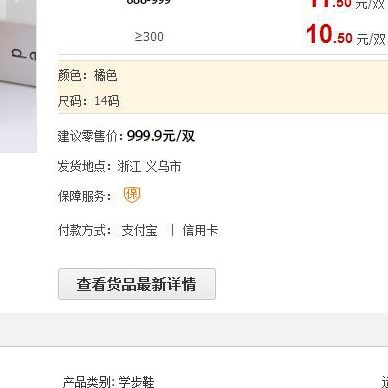 11.50 元/双
≥300
10.50 元/双
颜色：橘色
尺码：14码
建议零售价：999.9元/双
发货地点：浙江 义乌市
保障服务：保
付款方式：支付宝 | 信用卡
查看货品最新详情
产品类别: 学步鞋